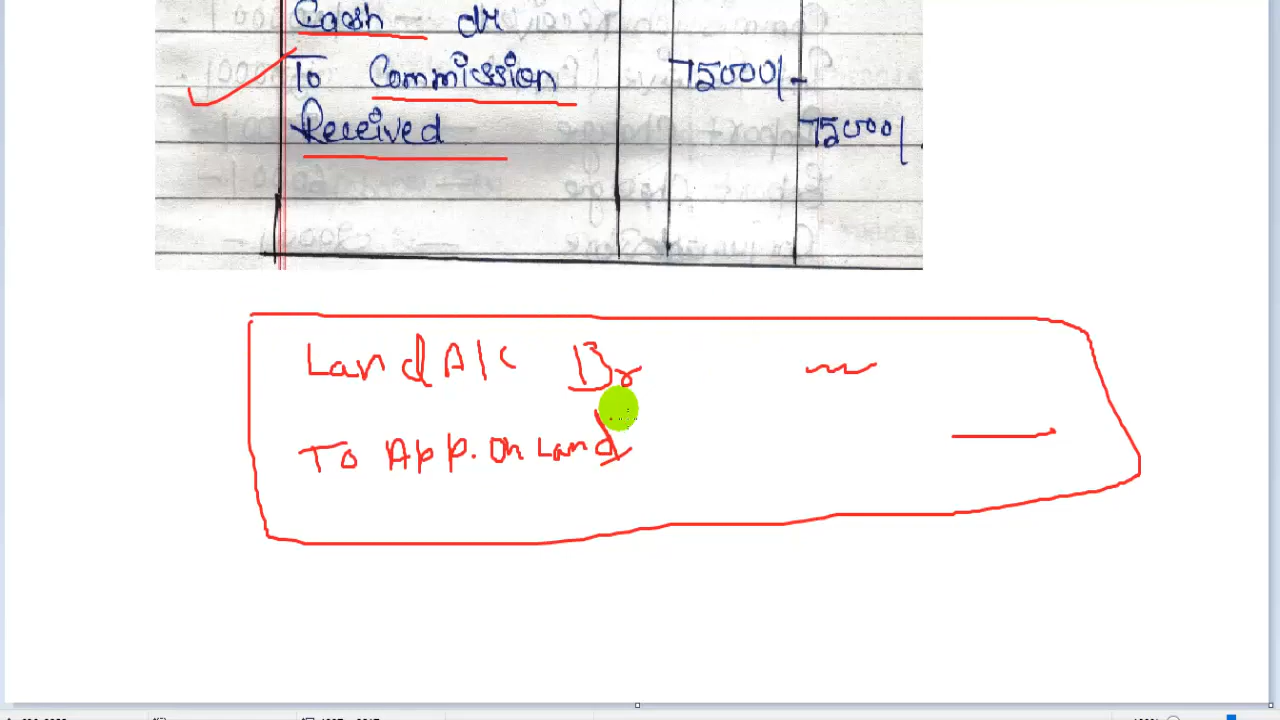 Cash dr
To Commission 75000/-
Received 75000/
Land A/c Dr
To App. on Land